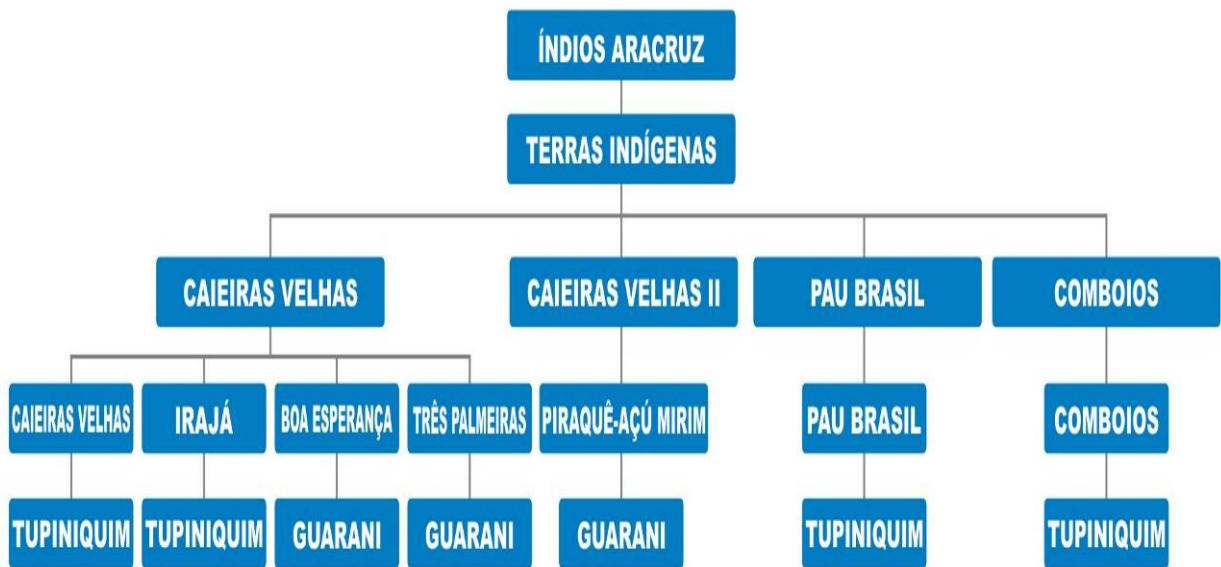 ÍNDIOS ARACRUZ
TERRAS INDÍGENAS
CAIEIRAS VELHAS
CAIEIRAS VELHAS II
PAU BRASIL
COMBOIOS
CAIEIRAS VELHAS
IRAJÁ
BOA ESPERANÇA
TRÊS PALMEIRAS
PIRAQUÊ-AÇÚ MIRIM
PAU BRASIL
COMBOIOS
TUPINIQUIM
TUPINIQUIM
GUARANI
GUARANI
GUARANI
TUPINIQUIM
TUPINIQUIM